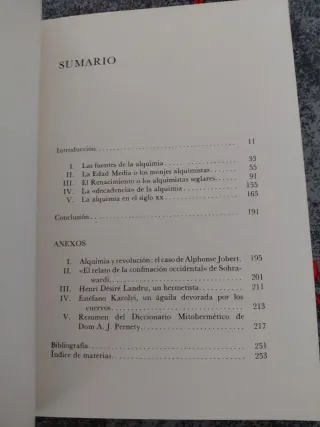 SUMARIO
Introducción 11
I. Las fuentes de la alquimia 33
II. La Edad Media o los monjes alquimistas 55
III. El Renacimiento o los alquimistas seglares 91
IV. La «decadencia» de la alquimia 155
V. La alquimia en el siglo XX 165
Conclusión 191
ANEXOS
I. Alquimia y revolución: el caso de Alphonse Jobert. 195
II. «El relato de la confinación occidental» de Sohra-
wardi 201
III. Henri Désiré Landru, un hermetista 211
IV. Enéfano Karolyi, un águila devorada por los
cuervos 213
V. Resumen del Diccionario Mitohermético de
Dom A. J. Pernety 217
Bibliografía 251
Índice de materias 253